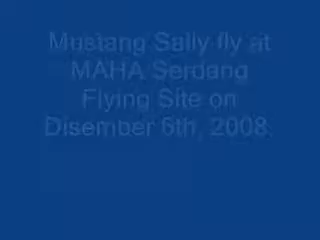 Mustang Sally fly at
MAHA Serdang
Flying Site on
Disember 6th, 2008.